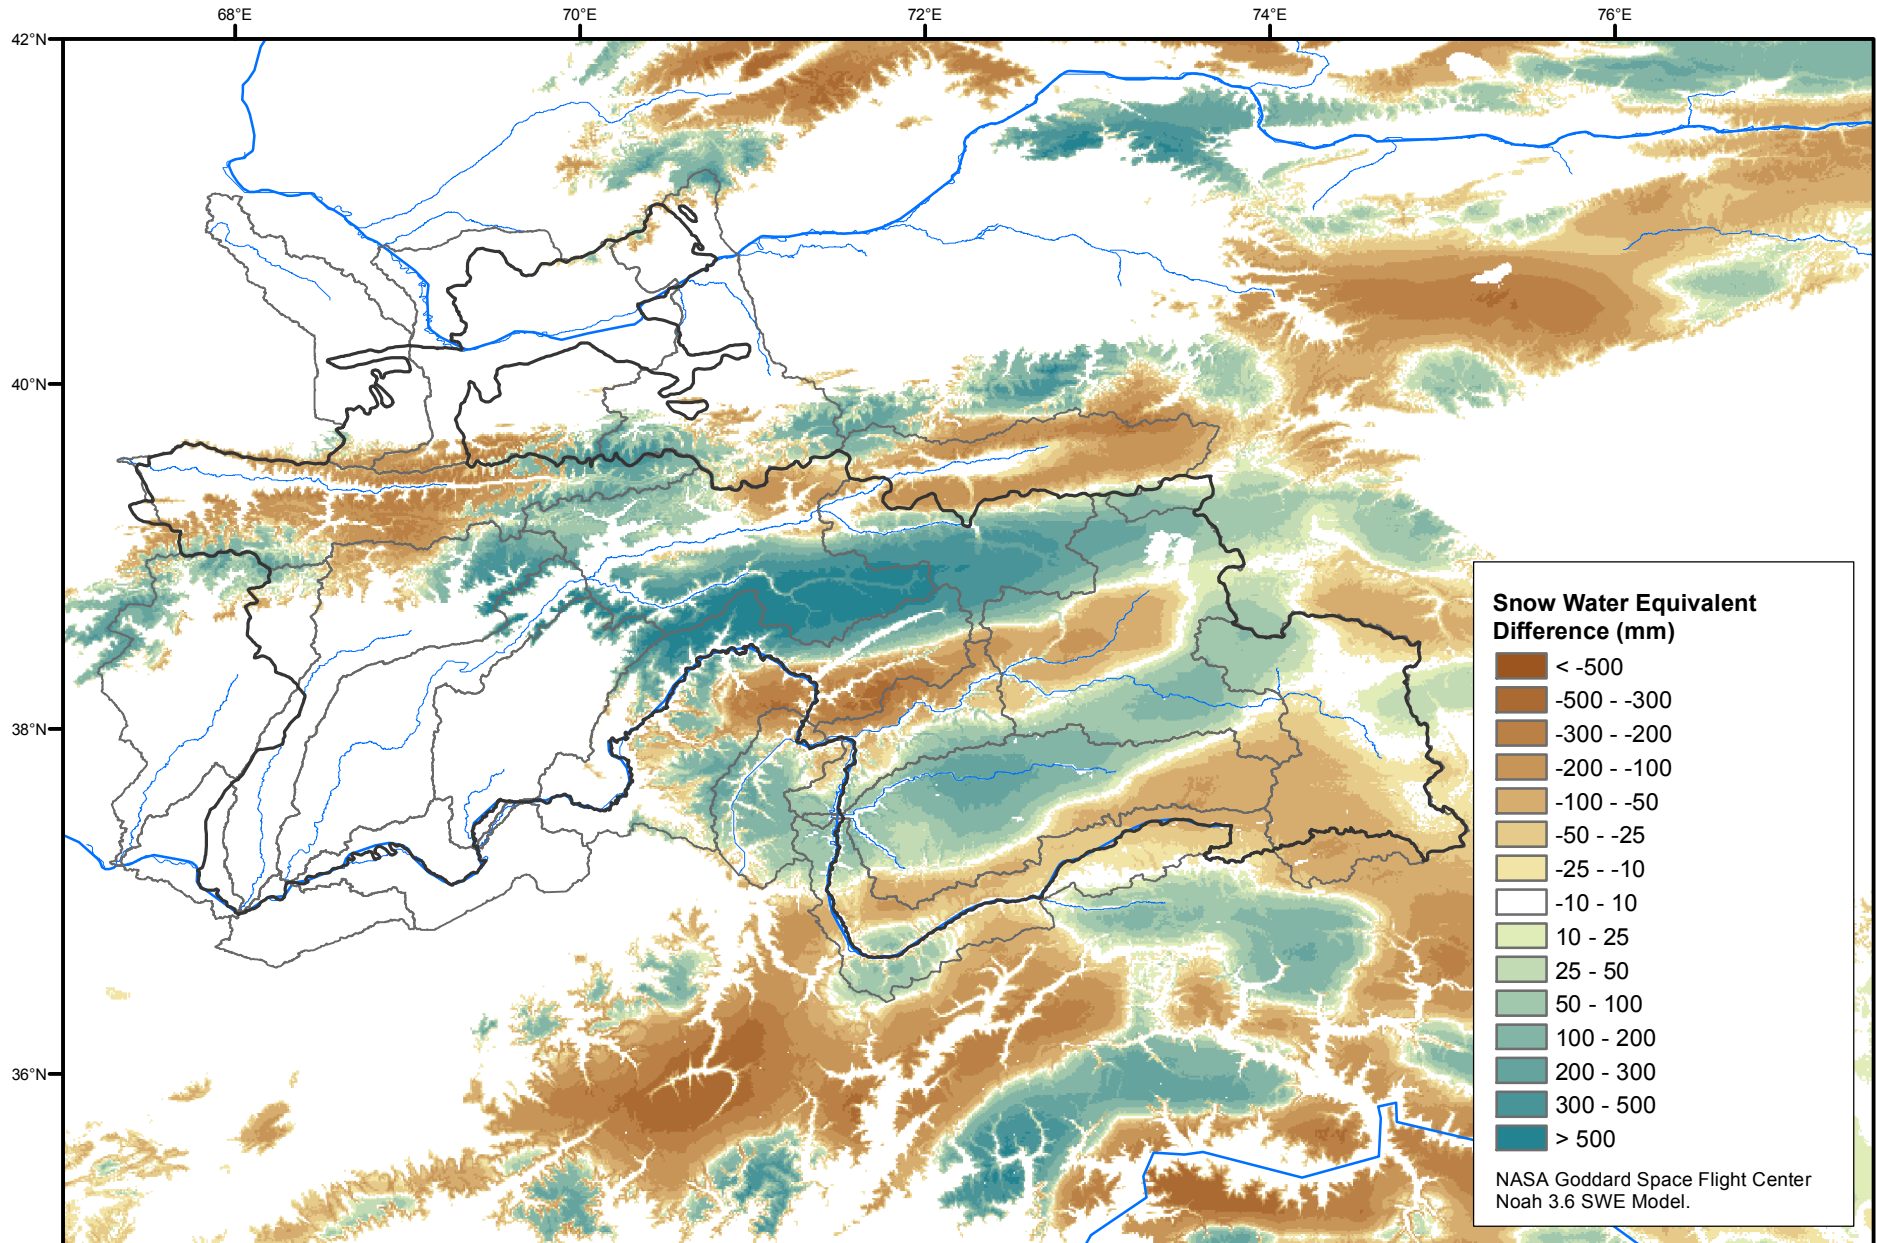 68°E 70°E 72°E 74°E 76°E
42°N
40°N
38°N
36°N
Snow Water Equivalent
Difference (mm)
< -500
-500 - -300
-300 - -200
-200 - -100
-100 - -50
-50 - -25
-25 - -10
-10 - 10
10 - 25
25 - 50
50 - 100
100 - 200
200 - 300
300 - 500
> 500
NASA Goddard Space Flight Center
Noah 3.6 SWE Model.